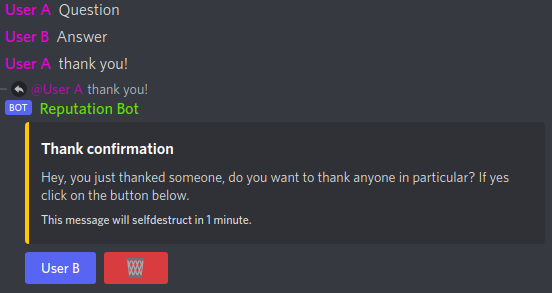 User A Question
User B Answer
User A thank you!
@User A thank you!
BOT Reputation Bot
Thank confirmation
Hey, you just thanked someone, do you want to thank anyone in particular? If yes
click on the button below.
This message will selfdestruct in 1 minute.
User B